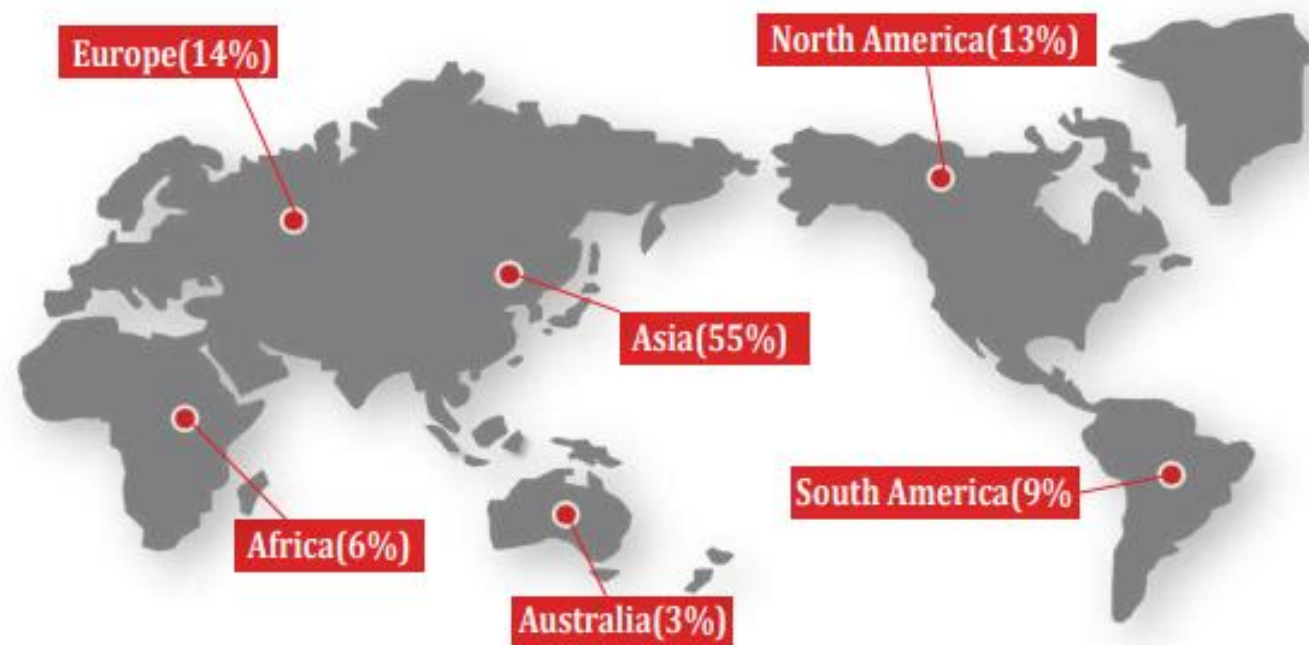 Europe(14%)
North America(13%)
Asia(55%)
South America(9%
Africa(6%)
Australia(3%)